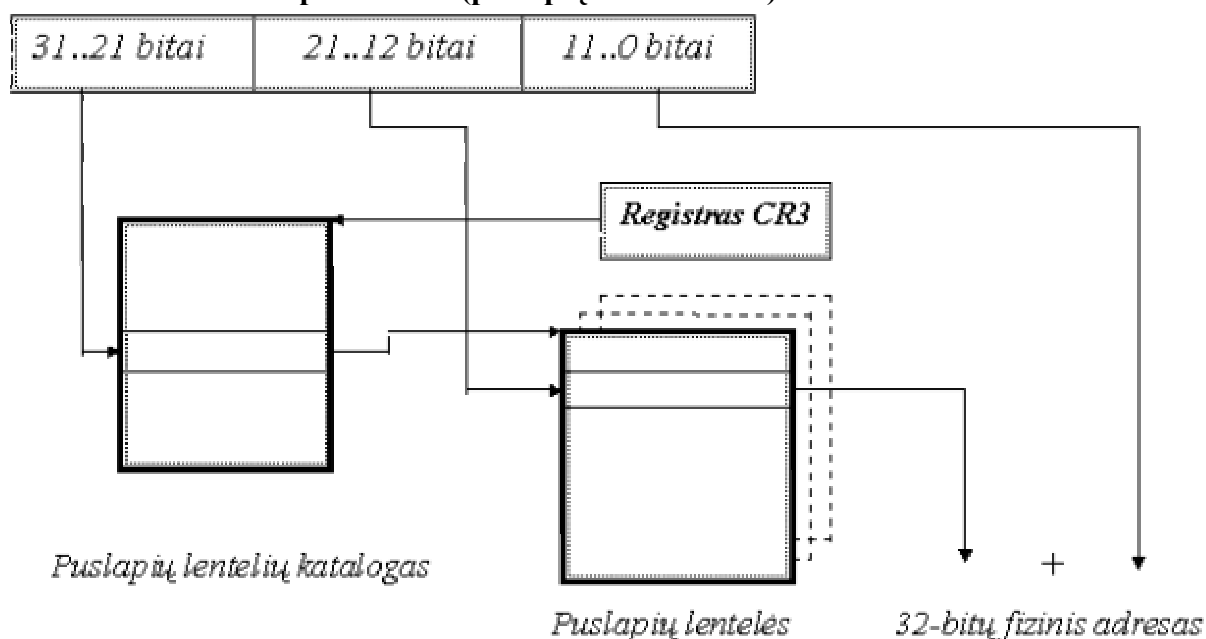 31..21 bitai 21..12 bitai 11..0 bitai
Registras CR3
Puslapių lentelių katalogas
+
Puslapių lentelės
32-bitų fizinis adresas